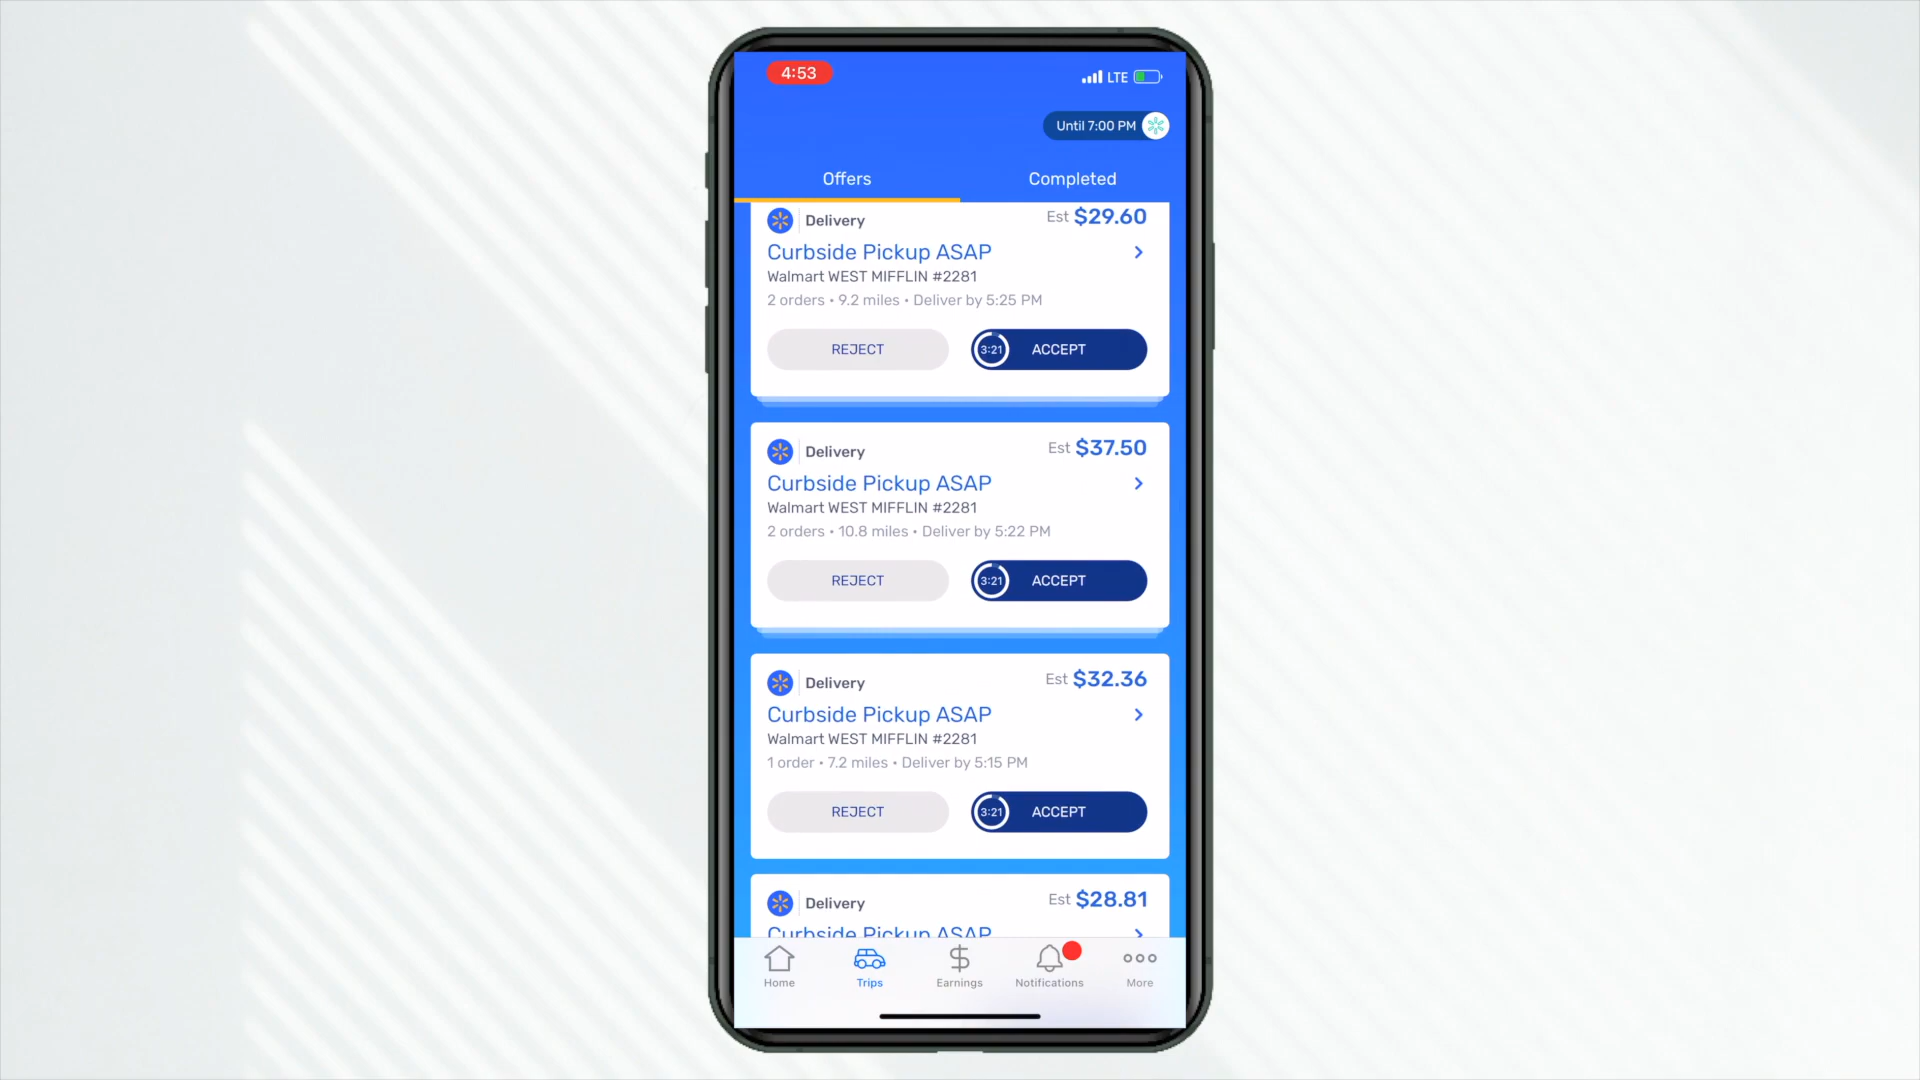 4:53
LTE
Until 7:00 PM
Offers Completed
Delivery Est $29.60
Curbside Pickup ASAP
Walmart WEST MIFFLIN #2281
2 orders • 9.2 miles • Deliver by 5:25 PM
REJECT 3:21 ACCEPT
Delivery Est $37.50
Curbside Pickup ASAP
Walmart WEST MIFFLIN #2281
2 orders • 10.8 miles • Deliver by 5:22 PM
REJECT 3:21 ACCEPT
Delivery Est $32.36
Curbside Pickup ASAP
Walmart WEST MIFFLIN #2281
1 order • 7.2 miles • Deliver by 5:15 PM
REJECT 3:21 ACCEPT
Delivery Est $28.81
Curbside Pickup ASAP
Home Trips Earnings Notifications More